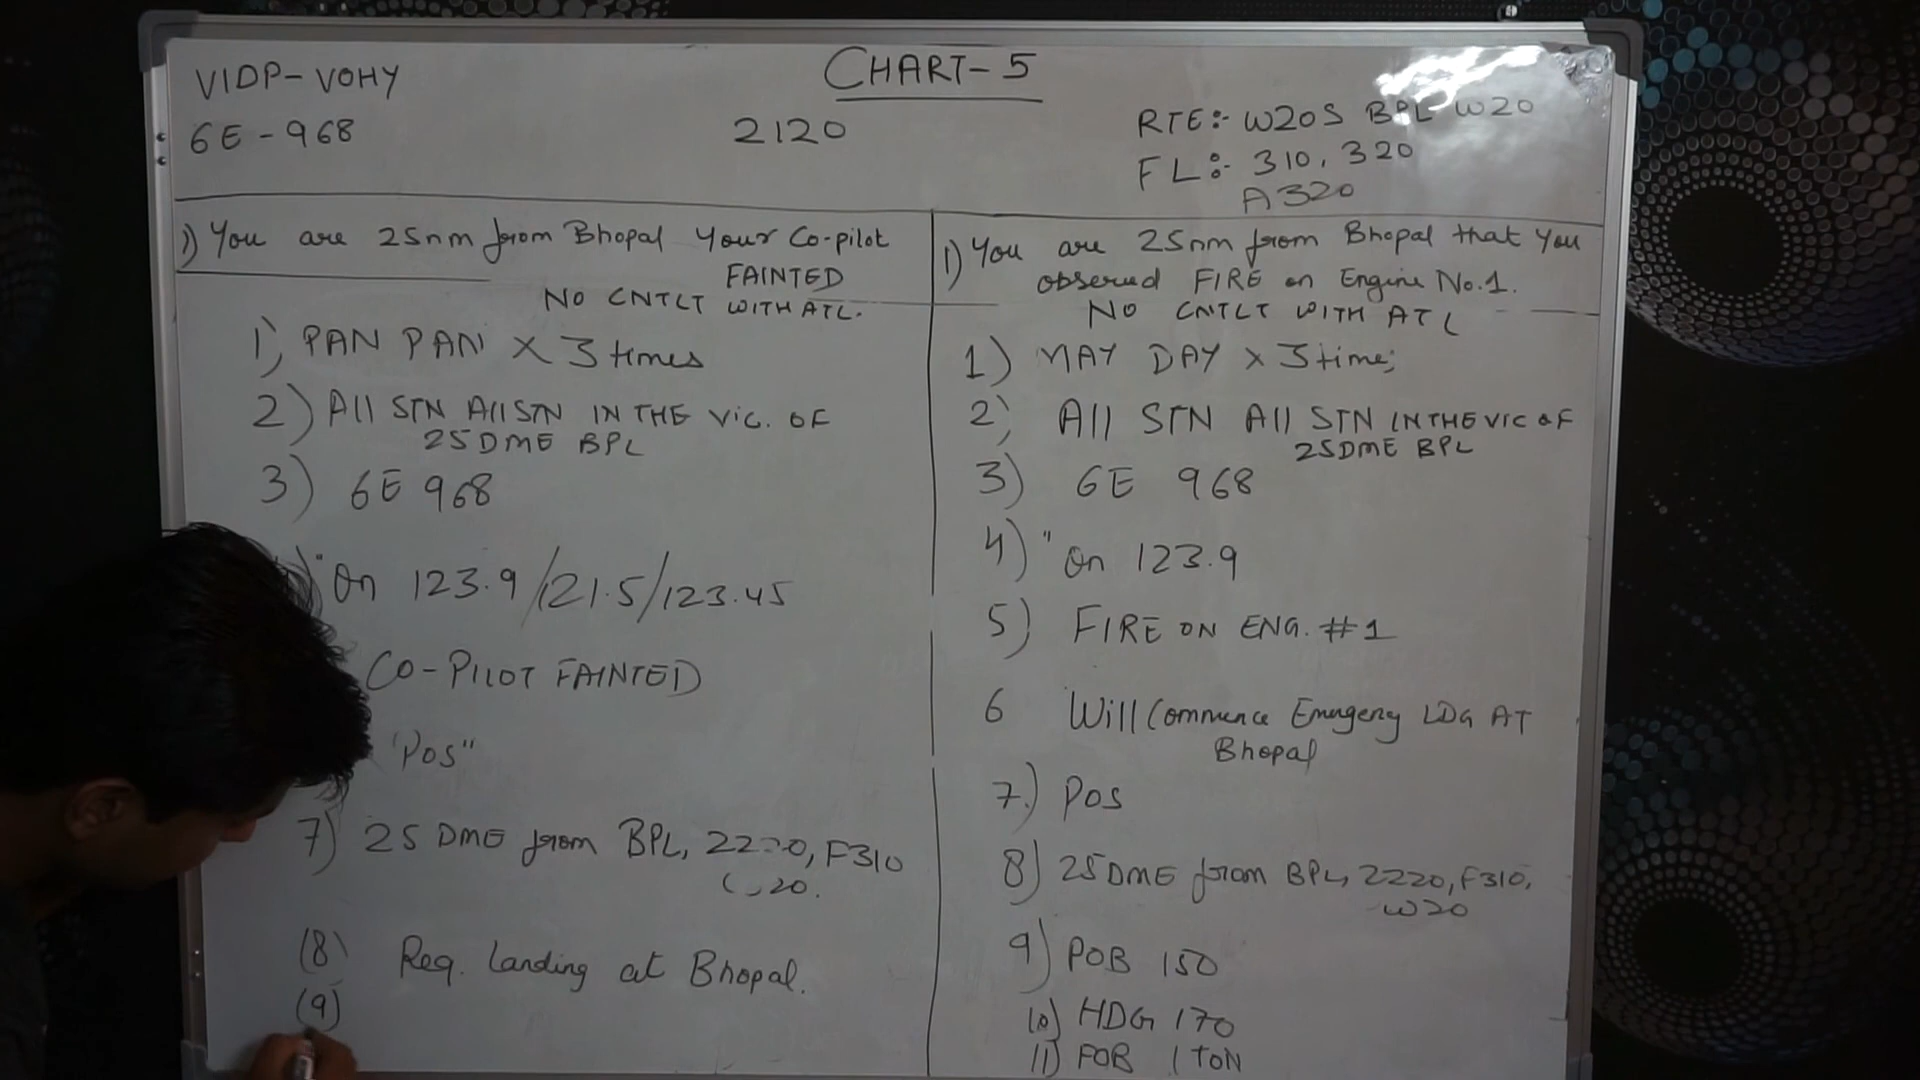 CHART-5
VIDP-VOHY
6E-968
2120
RTE:- W20S BPL W20
FL:- 310, 320
A320
1) You are 25nm from Bhopal Your Co-pilot
FAINTED
NO CNTLT WITH ATC.
1) PAN PAN X 3 times
2) All STN All STN IN THE VIC. OF
25DME BPL
3) 6E 968
"On 123.9/121.5/123.45
CO-PILOT FAINTED
"Pos"
7) 25 DME from BPL, 2220, F310
20.
(8) Req. landing at Bhopal.
(9)
1) You are 25nm from Bhopal that you
observed FIRE on Engine No.1.
NO CNTLT WITH ATC
1) MAY DAY x 3 times
2) All STN All STN IN THE VIC OF
25DME BPL
3) 6E 968
4) "On 123.9
5) FIRE ON ENG. #1
6 Will Commence Emergency LDG AT
Bhopal
7.) Pos
8) 25DME from BPL, 2220, F310,
W20
9) POB 150
10) HDG 170
11) FOB 1 TON